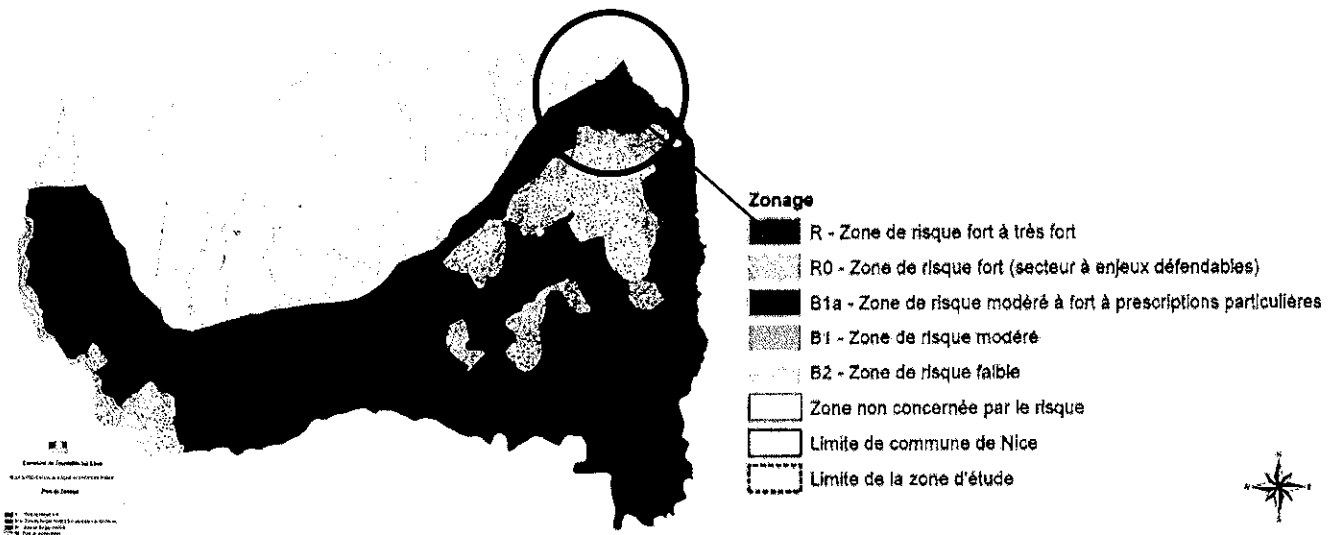 Zonage
R - Zone de risque fort à très fort
R0 - Zone de risque fort (secteur à enjeux défendables)
B1a - Zone de risque modéré à fort à prescriptions particulières
B1 - Zone de risque modéré
B2 - Zone de risque faible
Zone non concernée par le risque
Limite de commune de Nice
Limite de la zone d'étude